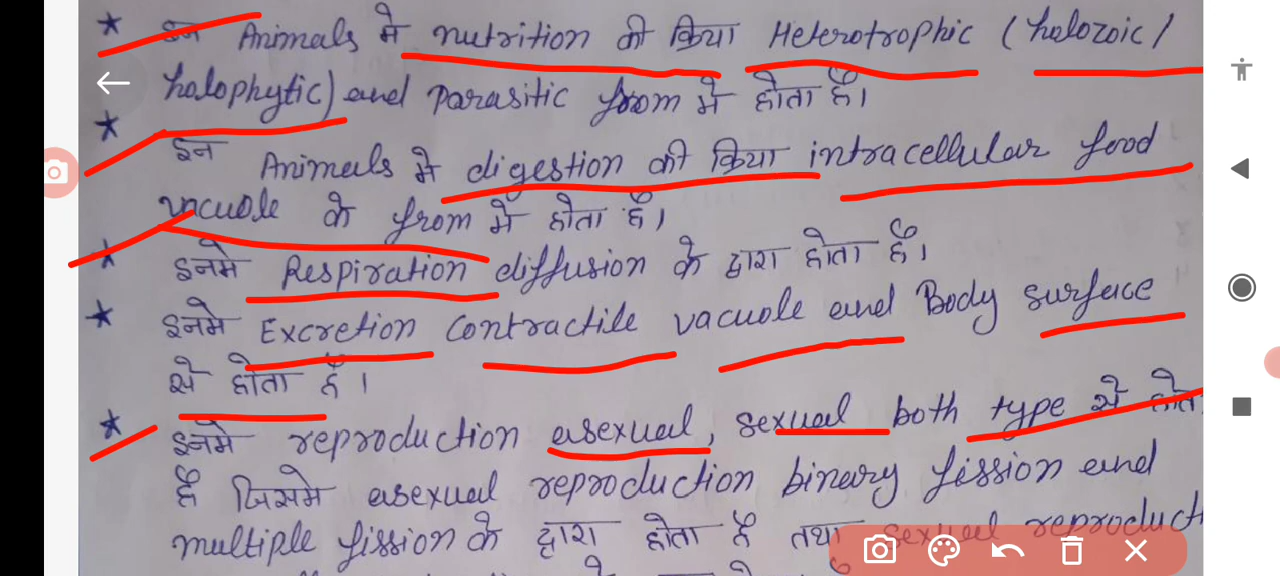 ★ इन Animals में nutrition की क्रिया Heterotrophic (holozoic/
holophytic) and parasitic from में होता है।
★ इन Animals में digestion की क्रिया intracellular food
vacuole के from में होता है।
★ इनमे Respiration diffusion के द्वारा होता है।
★ इनमे Excretion contractile vacuole and Body surface
से होता है।
★ इनमे reproduction asexual, sexual both type से होत
है जिसमे asexual reproduction binary fission and
multiple fission के द्वारा होता है तथा sexual reproduct